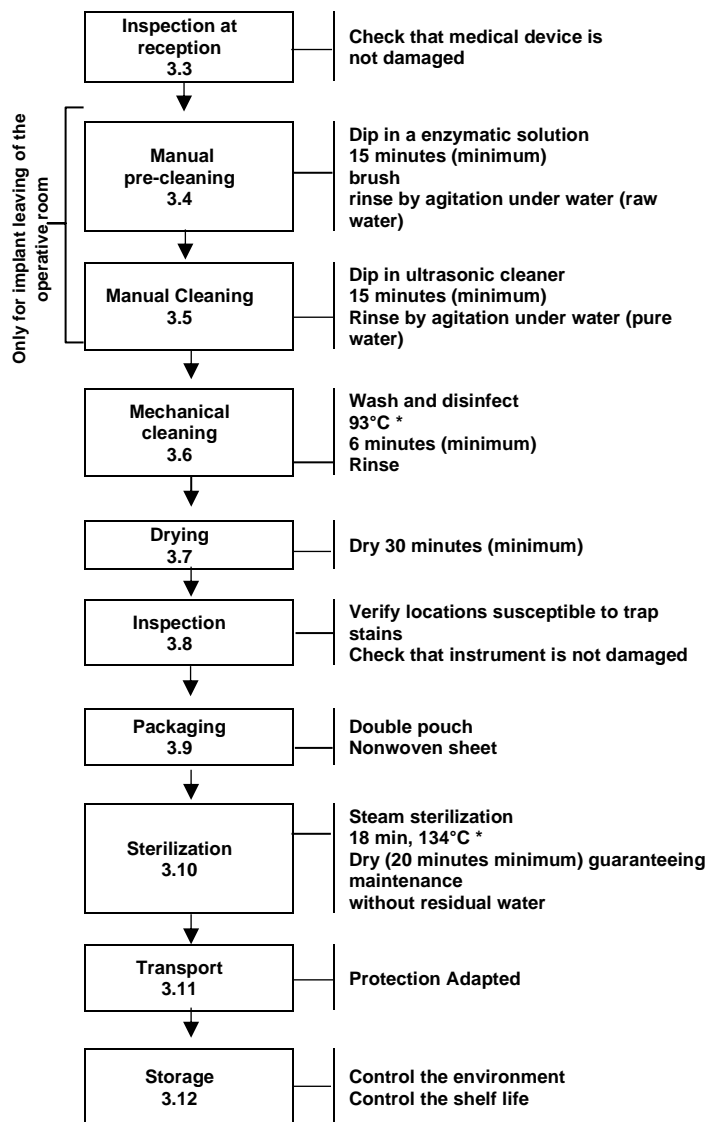 Inspection at
reception
3.3
Check that medical device is
not damaged
Only for implant leaving of the
operative room
Manual
pre-cleaning
3.4
Dip in a enzymatic solution
15 minutes (minimum)
brush
rinse by agitation under water (raw
water)
Manual Cleaning
3.5
Dip in ultrasonic cleaner
15 minutes (minimum)
Rinse by agitation under water (pure
water)
Mechanical
cleaning
3.6
Wash and disinfect
93°C *
6 minutes (minimum)
Rinse
Drying
3.7
Dry 30 minutes (minimum)
Inspection
3.8
Verify locations susceptible to trap
stains
Check that instrument is not damaged
Packaging
3.9
Double pouch
Nonwoven sheet
Sterilization
3.10
Steam sterilization
18 min, 134°C *
Dry (20 minutes minimum) guaranteeing
maintenance
without residual water
Transport
3.11
Protection Adapted
Storage
3.12
Control the environment
Control the shelf life